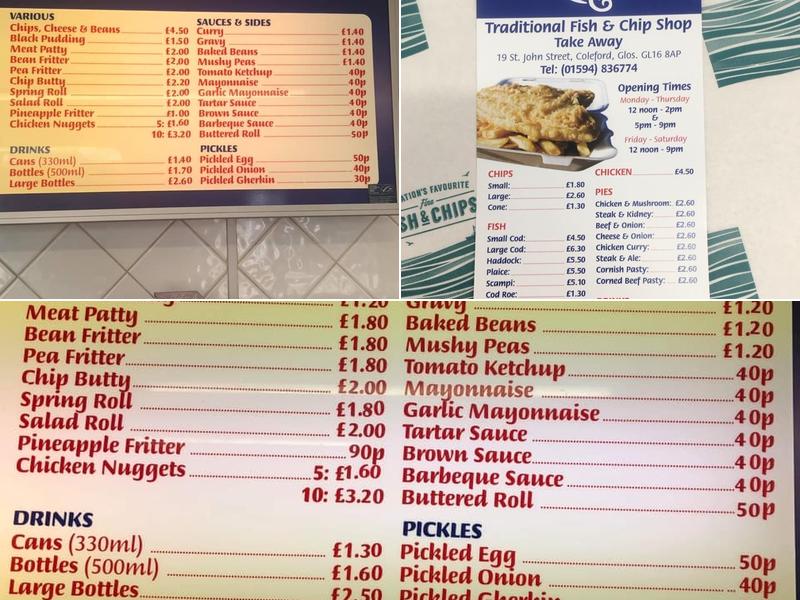 VARIOUS
Chips, Cheese & Beans £4.50
Black Pudding £1.50
Meat Patty £2.00
Bean Fritter £2.00
Pea Fritter £2.00
Chip Butty £2.20
Spring Roll £2.00
Salad Roll £2.00
Pineapple Fritter £1.00
Chicken Nuggets 5: £1.60
10: £3.20
DRINKS
Cans (330ml) £1.40
Bottles (500ml) £1.70
Large Bottles £2.60
SAUCES & SIDES
Curry £1.40
Gravy £1.40
Baked Beans £1.40
Mushy Peas £1.40
Tomato Ketchup 40p
Mayonnaise 40p
Garlic Mayonnaise 40p
Tartar Sauce 40p
Brown Sauce 40p
Barbeque Sauce 40p
Buttered Roll 50p
PICKLES
Pickled Egg 50p
Pickled Onion 40p
Pickled Gherkin 30p
Traditional Fish & Chip Shop
Take Away
19 St. John Street, Coleford, Glos. GL16 8AP
Tel: (01594) 836774
Opening Times
Monday - Thursday
12 noon - 2pm
&
5pm - 9pm
Friday - Saturday
12 noon - 9pm
CHIPS
Small: £1.80
Large: £2.60
Cone: £1.30
FISH
Small Cod: £4.50
Large Cod: £6.30
Haddock: £5.50
Plaice: £5.50
Scampi: £5.10
Cod Roe: £1.30
CHICKEN £4.50
PIES
Chicken & Mushroom: £2.60
Steak & Kidney: £2.60
Beef & Onion: £2.60
Cheese & Onion: £2.60
Chicken Curry: £2.60
Steak & Ale: £2.60
Cornish Pasty: £2.60
Corned Beef Pasty: £2.60
ATION'S FAVOURITE
Fine
SH & CHIPS
£1.20
Meat Patty £1.80
Bean Fritter £1.80
Pea Fritter £1.80
Chip Butty £2.00
Spring Roll £1.80
Salad Roll £2.00
Pineapple Fritter 90p
Chicken Nuggets 5: £1.60
10: £3.20
DRINKS
Cans (330ml) £1.30
Bottles (500ml) £1.60
Large Bottles £2.50
Gravy £1.20
Baked Beans £1.20
Mushy Peas £1.20
Tomato Ketchup 40p
Mayonnaise 40p
Garlic Mayonnaise 40p
Tartar Sauce 40p
Brown Sauce 40p
Barbeque Sauce 40p
Buttered Roll 50p
PICKLES
Pickled Egg 50p
Pickled Onion 40p
Pickled Gherkin